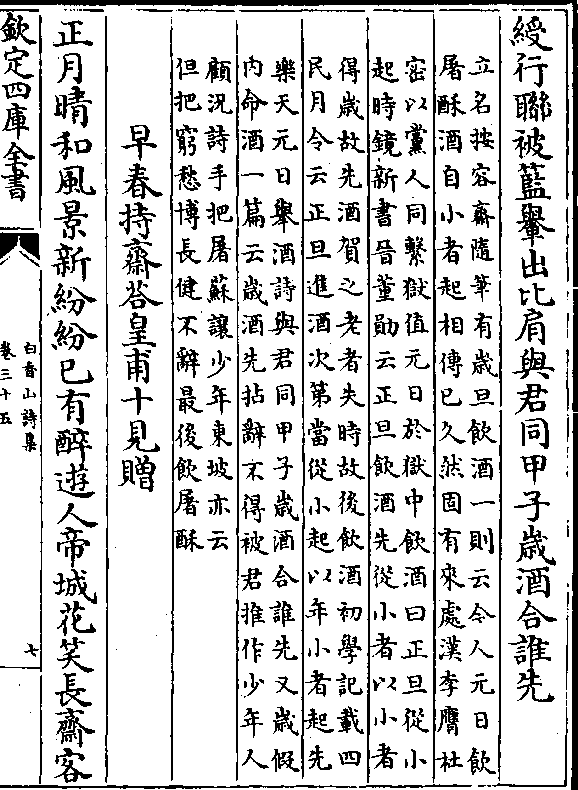 綬行聯被藍轝出比肩與君同甲子歲酒合誰先
立名按容齋隨筆有歲旦飲酒一則云今人元日飲
屠酥酒自小者起相傳已久然固有來處漢李膺杜
密以黨人同繫獄值元日於獄中飲酒曰正旦從小
起時鏡新書晉董勛云正旦飲酒先從小者以小者
得歲故先酒賀之老者失時故後飲酒初學記載四
民月令云正旦進酒次第當從小起以年小者起先
樂天元日舉酒詩與君同甲子歲酒合誰先又歲假
内命酒一篇云歲酒先拈辭不得被君推作少年人
顧況詩手把屠蘇讓少年東坡亦云
但把窮愁博長健不辭最後飲屠酥
早春持齋荅皇甫十見贈
正月晴和風景新紛紛已有醉遊人帝城花笑長齋客
欽定四庫全書
白香山詩集
卷三十五
七